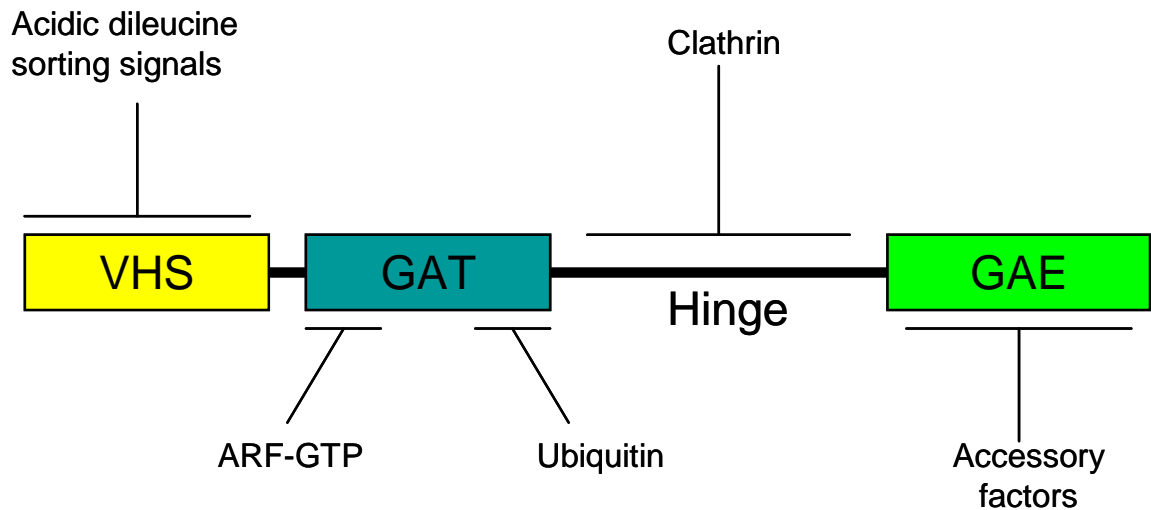 Acidic dileucine
sorting signals
Clathrin
VHS
GAT
Hinge
GAE
ARF-GTP
Ubiquitin
Accessory
factors